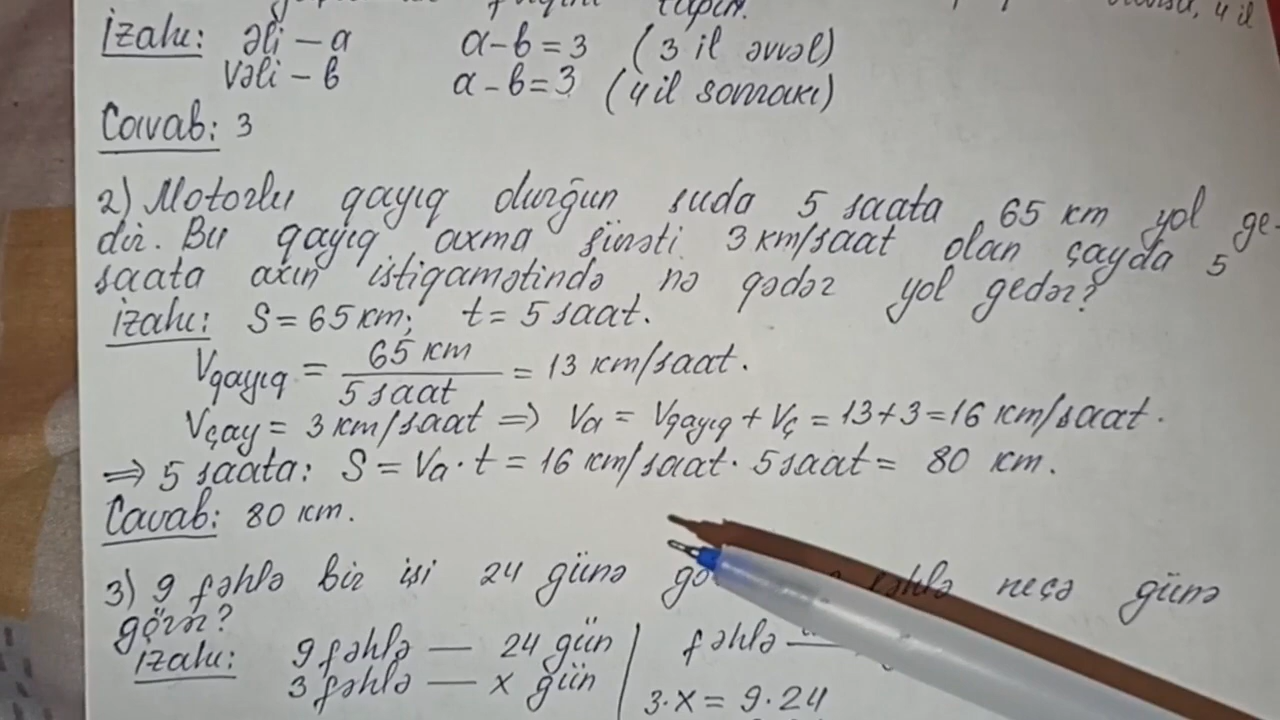 tapın.
4 il
İzahı: Əli – a a-b=3 (3 il əvvəl)
Vəli – b a-b=3 (4 il sonrakı)
Cavab: 3
2) Motorlu qayıq durğun suda 5 saata 65 km yol ge-
dir. Bu qayıq axma sürəti 3 km/saat olan çayda 5
saata axın istiqamətində nə qədər yol gedər?
İzahı: S = 65 km; t = 5 saat.
Vqayıq = 65 km / 5 saat = 13 km/saat.
Vçay = 3 km/saat ⇒ Va = Vqayıq + Vç = 13+3=16 km/saat.
⇒ 5 saata: S = Va · t = 16 km/saat · 5 saat = 80 km.
Cavab: 80 km.
3) 9 fəhlə bir işi 24 günə fəhlə neçə günə
görər?
İzahı: 9 fəhlə — 24 gün fəhlə
3 fəhlə — x gün 3·x = 9·24